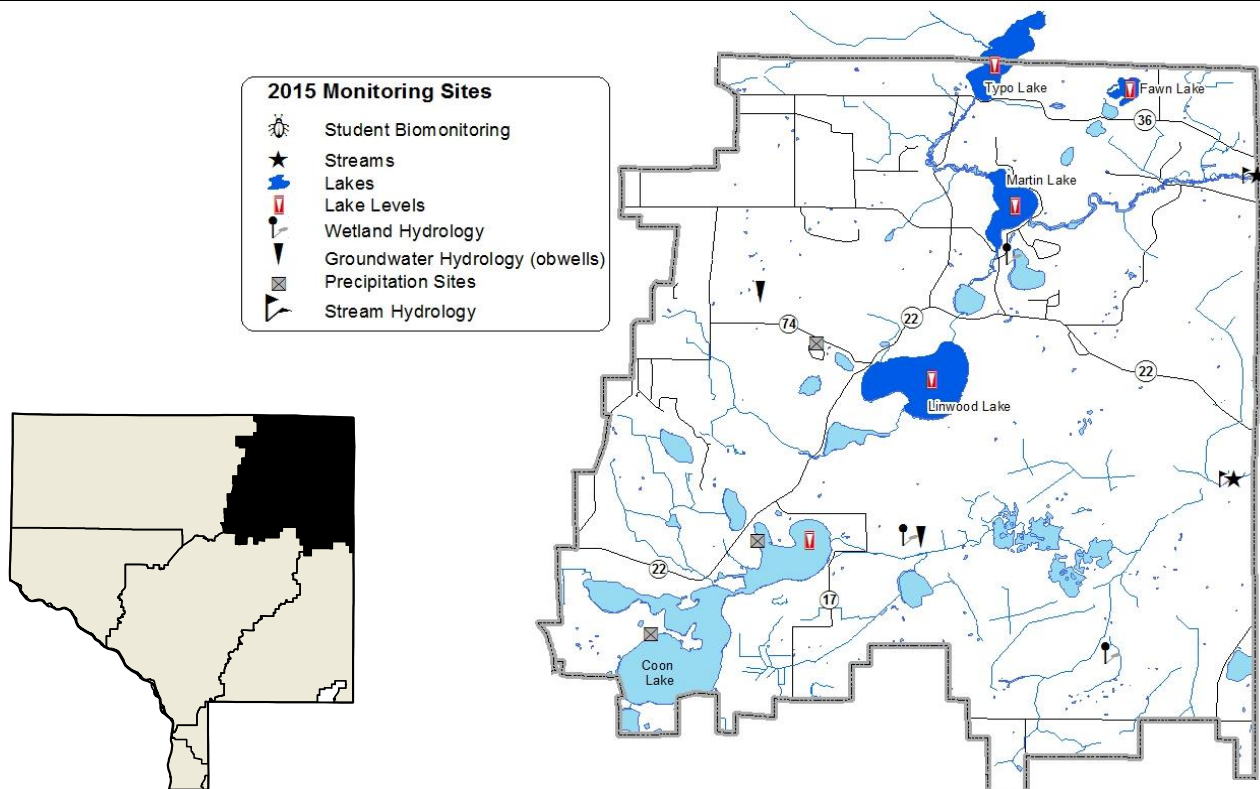 2015 Monitoring Sites
Student Biomonitoring
Streams
Lakes
Lake Levels
Wetland Hydrology
Groundwater Hydrology (obwells)
Precipitation Sites
Stream Hydrology
Typo Lake
Fawn Lake
36
Martin Lake
74
22
22
Linwood Lake
22
17
Coon
Lake